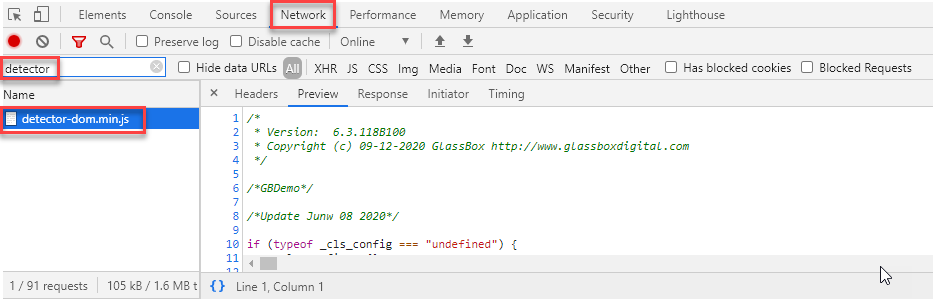 Elements Console Sources Network Performance Memory Application Security Lighthouse
Preserve log Disable cache Online
detector Hide data URLs All XHR JS CSS Img Media Font Doc WS Manifest Other Has blocked cookies Blocked Requests
Name
Headers Preview Response Initiator Timing
detector-dom.min.js
1 /*
2 * Version: 6.3.118B100
3 * Copyright (c) 09-12-2020 GlassBox http://www.glassboxdigital.com
4 */
5
6 /*GBDemo*/
7
8 /*Update Junw 08 2020*/
9
10 if (typeof _cls_config === "undefined") {
11
12
1 / 91 requests 105 kB / 1.6 MB t
{} Line 1, Column 1